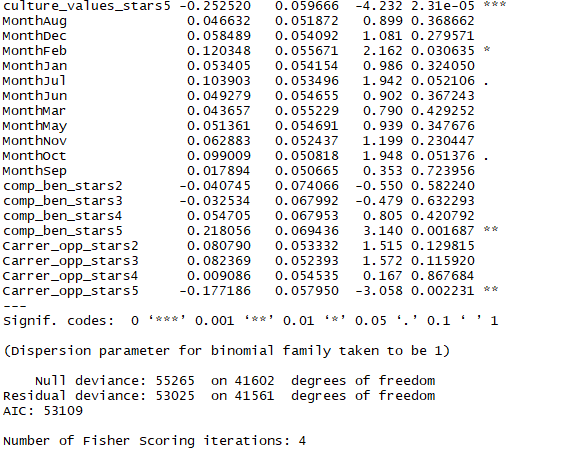 culture_values_stars5 -0.252520 0.059666 -4.232 2.31e-05 ***
MonthAug 0.046632 0.051872 0.899 0.368662
MonthDec 0.058489 0.054092 1.081 0.279571
MonthFeb 0.120348 0.055671 2.162 0.030635 *
MonthJan 0.053405 0.054154 0.986 0.324050
MonthJul 0.103903 0.053496 1.942 0.052106 .
MonthJun 0.049279 0.054655 0.902 0.367243
MonthMar 0.043657 0.055229 0.790 0.429252
MonthMay 0.051361 0.054691 0.939 0.347676
MonthNov 0.062883 0.052437 1.199 0.230447
MonthOct 0.099009 0.050818 1.948 0.051376 .
MonthSep 0.017894 0.050665 0.353 0.723956
comp_ben_stars2 -0.040745 0.074066 -0.550 0.582240
comp_ben_stars3 -0.032534 0.067992 -0.479 0.632293
comp_ben_stars4 0.054705 0.067953 0.805 0.420792
comp_ben_stars5 0.218056 0.069436 3.140 0.001687 **
Carrer_opp_stars2 0.080790 0.053332 1.515 0.129815
Carrer_opp_stars3 0.082369 0.052393 1.572 0.115920
Carrer_opp_stars4 0.009086 0.054535 0.167 0.867684
Carrer_opp_stars5 -0.177186 0.057950 -3.058 0.002231 **
---
Signif. codes: 0 ‘***’ 0.001 ‘**’ 0.01 ‘*’ 0.05 ‘.’ 0.1 ‘ ’ 1
(Dispersion parameter for binomial family taken to be 1)
Null deviance: 55265 on 41602 degrees of freedom
Residual deviance: 53025 on 41561 degrees of freedom
AIC: 53109
Number of Fisher Scoring iterations: 4